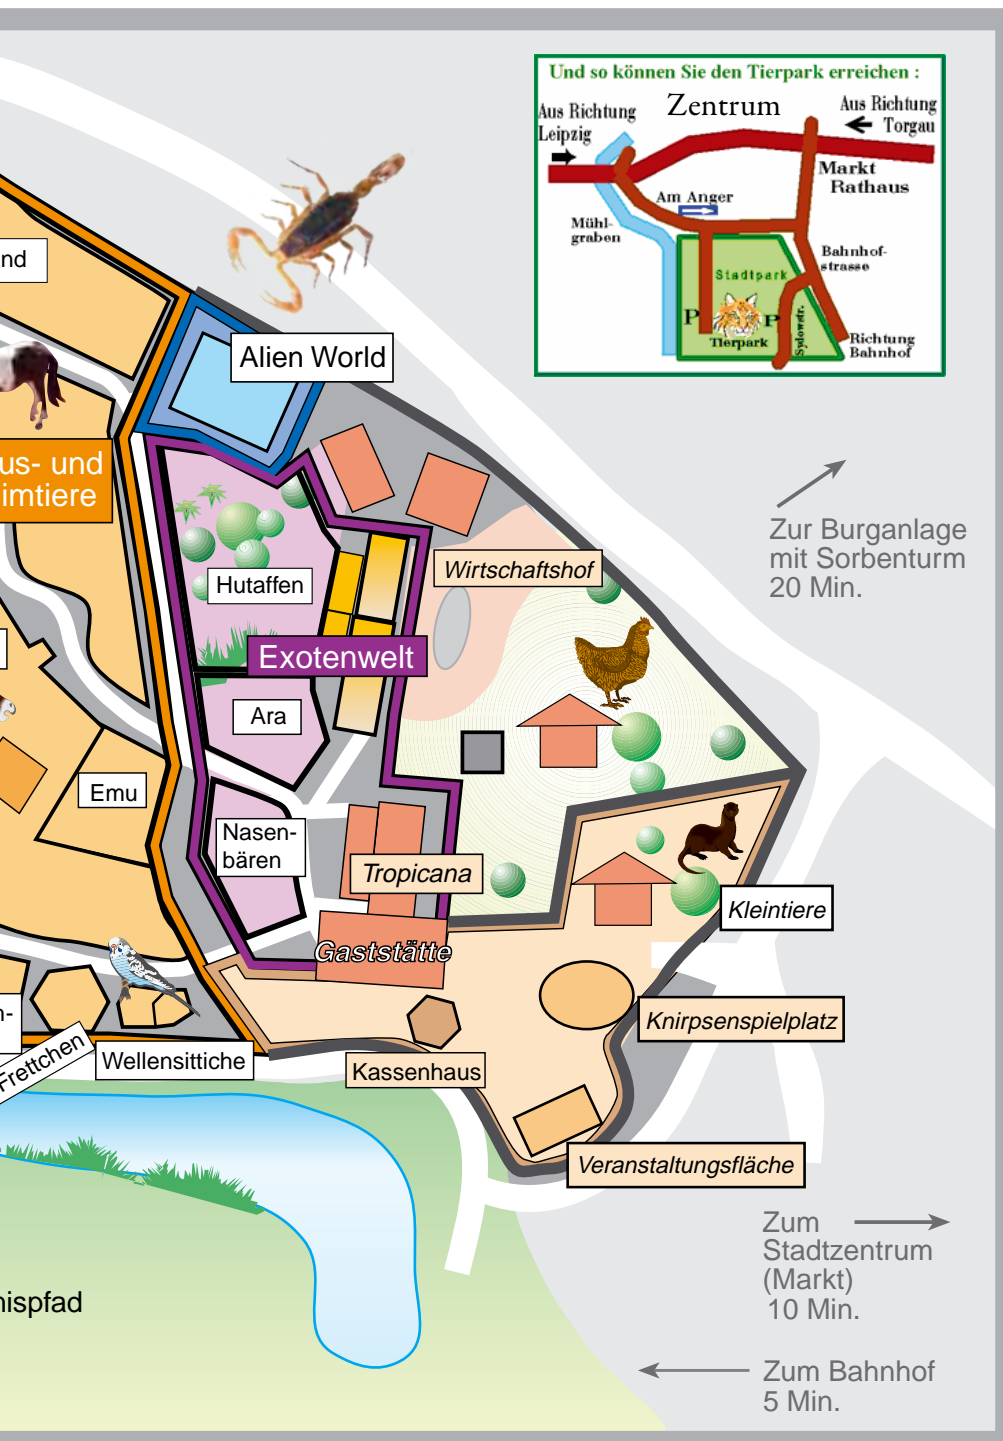 Und so können Sie den Tierpark erreichen :
Aus Richtung
Leipzig
Zentrum
Aus Richtung
Torgau
Markt
Rathaus
Am Anger
Mühl-
graben
Bahnhof-
strasse
Stadtpark
P
P
Tierpark
Sydowstr.
Richtung
Bahnhof
nd
Alien World
us- und
imtiere
Zur Burganlage
mit Sorbenturm
20 Min.
Wirtschaftshof
Hutaffen
Exotenwelt
Ara
Emu
Nasen-
bären
Tropicana
Kleintiere
Gaststätte
n-
Knirpsenspielplatz
Frettchen
Wellensittiche
Kassenhaus
Veranstaltungsfläche
Zum
Stadtzentrum
(Markt)
10 Min.
nispfad
Zum Bahnhof
5 Min.